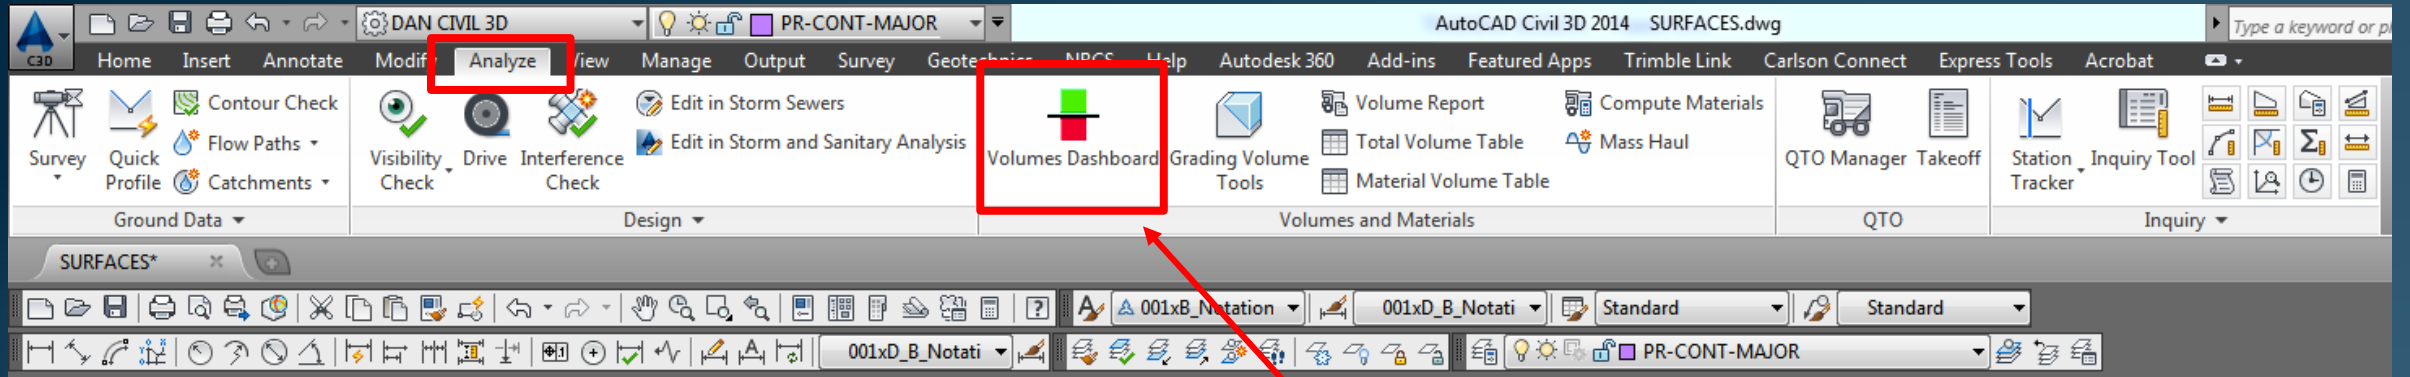 DAN CIVIL 3D PR-CONT-MAJOR AutoCAD Civil 3D 2014 SURFACES.dwg Type a keyword or p
C3D Home Insert Annotate Modify Analyze View Manage Output Survey Geotechnics NRCS Help Autodesk 360 Add-ins Featured Apps Trimble Link Carlson Connect Express Tools Acrobat
Survey
Quick Profile
Contour Check
Flow Paths
Catchments
Visibility Check
Drive
Interference Check
Edit in Storm Sewers
Edit in Storm and Sanitary Analysis
Volumes Dashboard
Grading Volume Tools
Volume Report
Total Volume Table
Material Volume Table
Compute Materials
Mass Haul
QTO Manager
Takeoff
Station Tracker
Inquiry Tool
Ground Data Design Volumes and Materials QTO Inquiry
SURFACES*
001xB_Notation 001xD_B_Notati Standard Standard
001xD_B_Notati PR-CONT-MAJOR